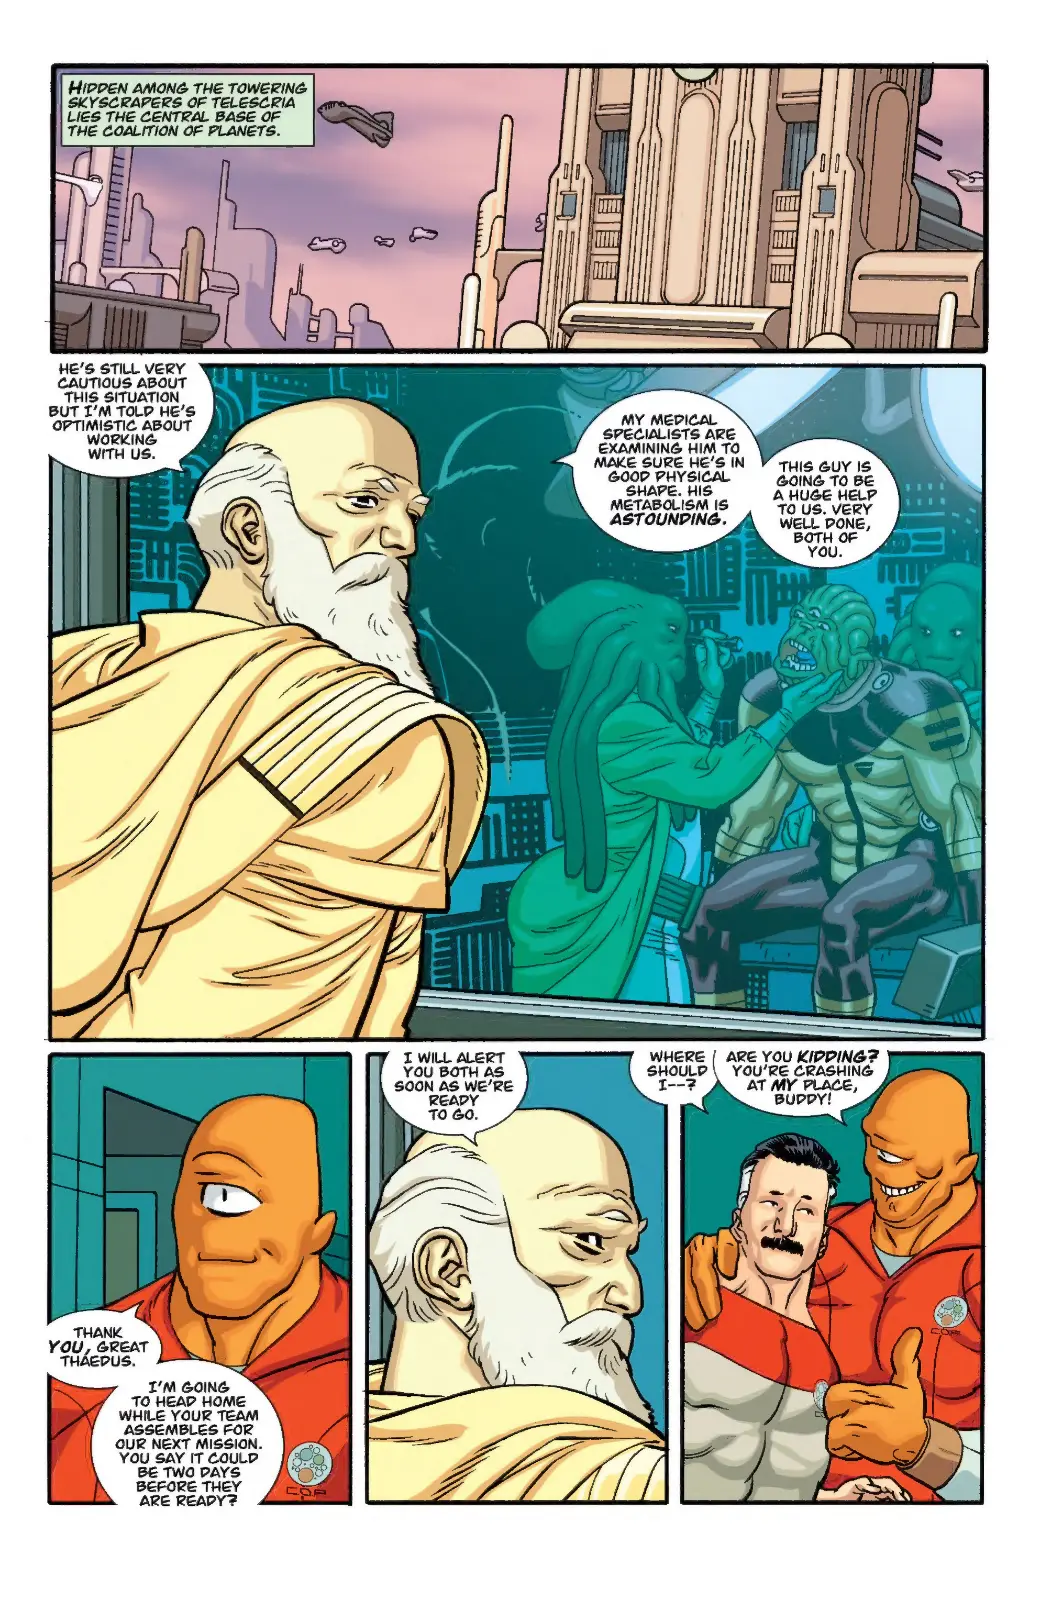 HIDDEN AMONG THE TOWERING
SKYSCRAPERS OF TELESCRIA
LIES THE CENTRAL BASE OF
THE COALITION OF PLANETS.
HE'S STILL VERY
CAUTIOUS ABOUT
THIS SITUATION
BUT I'M TOLD HE'S
OPTIMISTIC ABOUT
WORKING
WITH US.
MY MEDICAL
SPECIALISTS ARE
EXAMINING HIM TO
MAKE SURE HE'S IN
GOOD PHYSICAL
SHAPE. HIS
METABOLISM IS
ASTOUNDING.
THIS GUY IS
GOING TO BE
A HUGE HELP
TO US. VERY
WELL DONE,
BOTH OF
YOU.
THANK
YOU, GREAT
THAEDUS.
I'M GOING
TO HEAD HOME
WHILE YOUR TEAM
ASSEMBLES FOR
OUR NEXT MISSION.
YOU SAY IT COULD
BE TWO DAYS
BEFORE THEY
ARE READY?
C.O.P
I WILL ALERT
YOU BOTH AS
SOON AS WE'RE
READY
TO GO.
WHERE
SHOULD
I--?
ARE YOU KIDDING?
YOU'RE CRASHING
AT MY PLACE,
BUDDY!
C.O.P